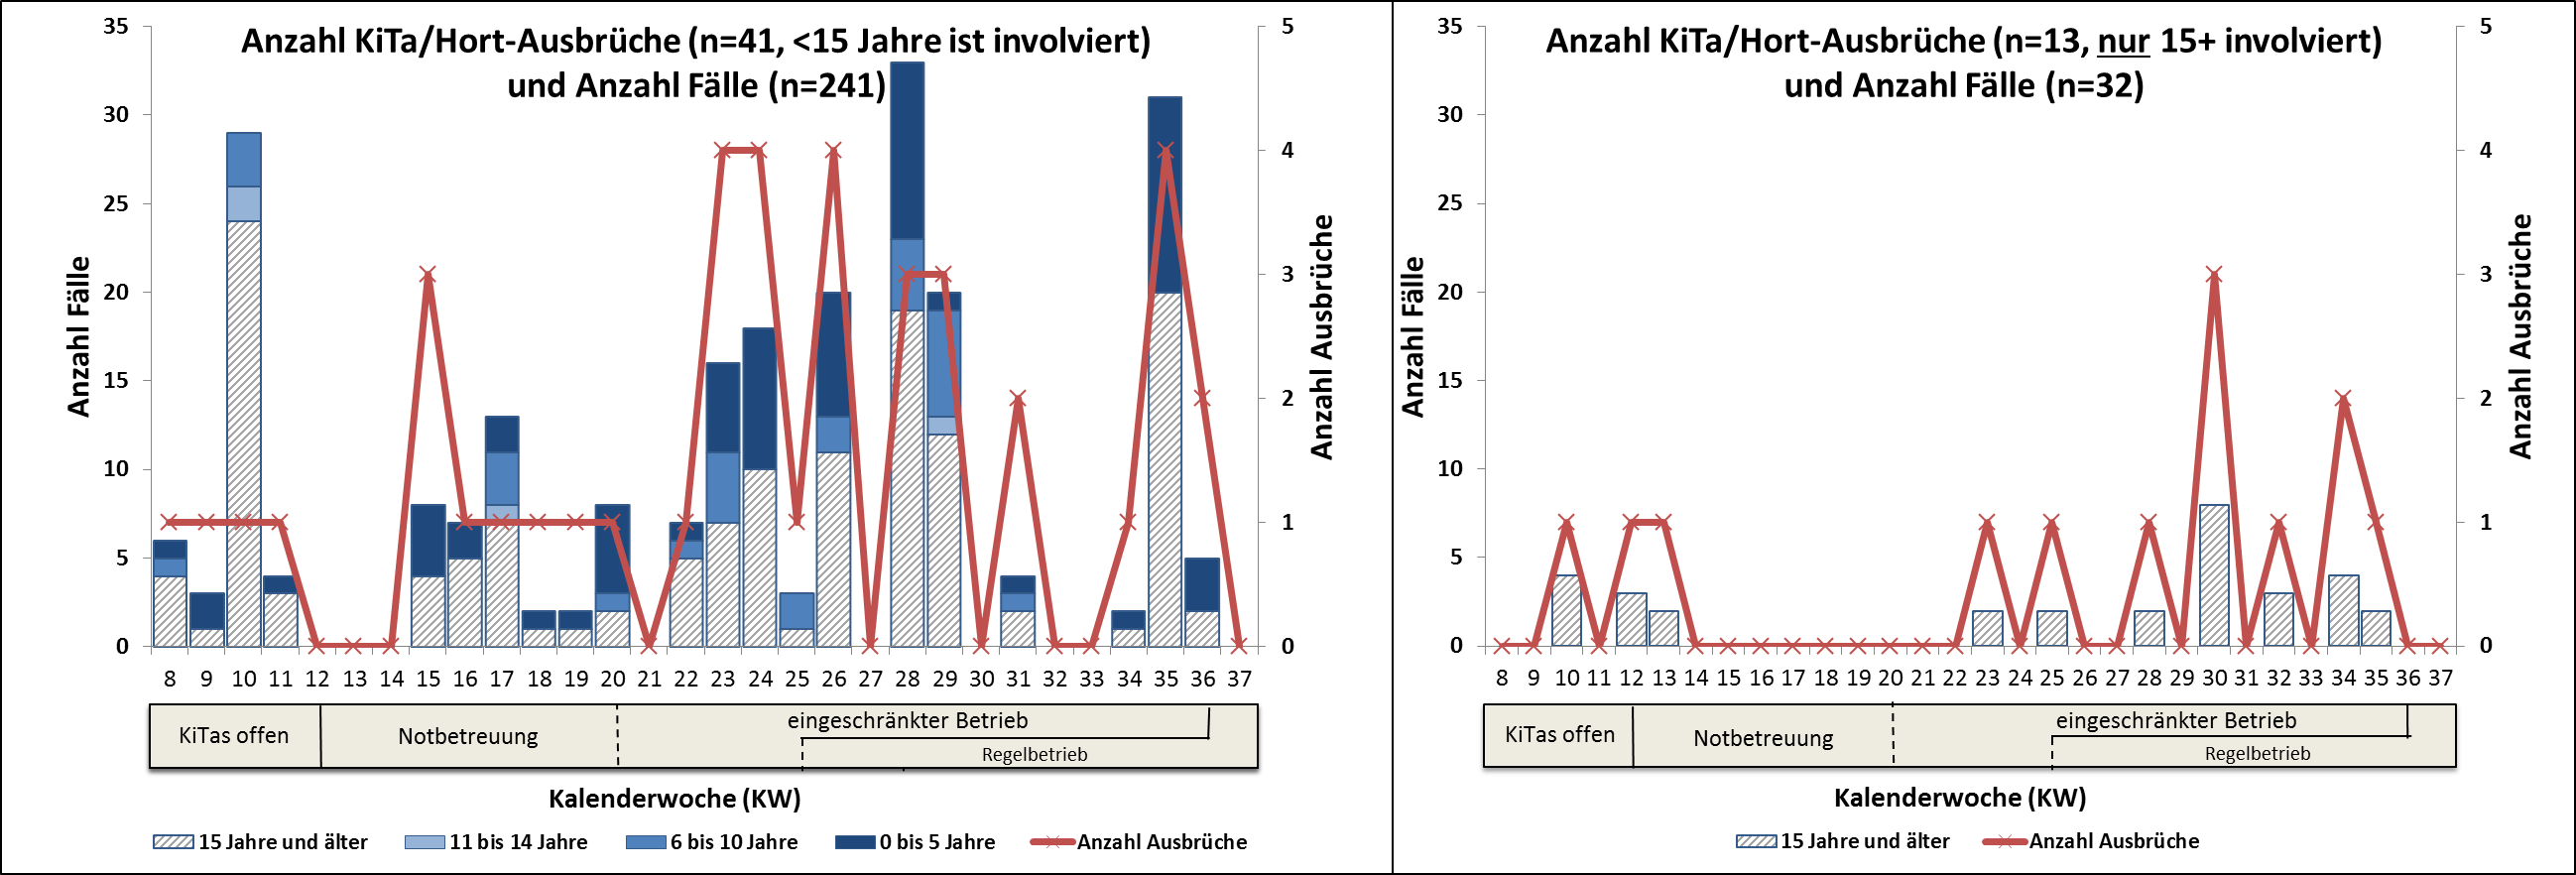 Anzahl KiTa/Hort-Ausbrüche (n=41, <15 Jahre ist involviert)
und Anzahl Fälle (n=241)
Anzahl Fälle
35
30
25
20
15
10
5
0
5
4
3
2
1
0
Anzahl Ausbrüche
8 9 10 11 12 13 14 15 16 17 18 19 20 21 22 23 24 25 26 27 28 29 30 31 32 33 34 35 36 37
KiTas offen
Notbetreuung
eingeschränkter Betrieb
Regelbetrieb
Kalenderwoche (KW)
15 Jahre und älter 11 bis 14 Jahre 6 bis 10 Jahre 0 bis 5 Jahre Anzahl Ausbrüche
Anzahl KiTa/Hort-Ausbrüche (n=13, nur 15+ involviert)
und Anzahl Fälle (n=32)
Anzahl Fälle
35
30
25
20
15
10
5
0
5
4
3
2
1
0
Anzahl Ausbrüche
8 9 10 11 12 13 14 15 16 17 18 19 20 21 22 23 24 25 26 27 28 29 30 31 32 33 34 35 36 37
KiTas offen
Notbetreuung
eingeschränkter Betrieb
Regelbetrieb
Kalenderwoche (KW)
15 Jahre und älter Anzahl Ausbrüche